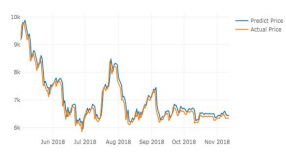 Predict Price
Actual Price
10k
9k
8k
7k
6k
Jun 2018
Jul 2018
Aug 2018
Sep 2018
Oct 2018
Nov 2018